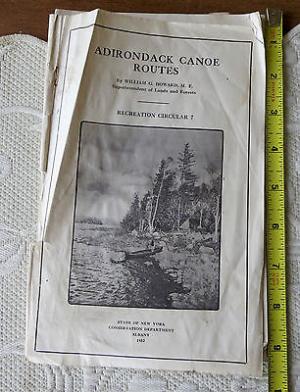 ADIRONDACK CANOE
ROUTES
By WILLIAM G. HOWARD, M. F.
Superintendent of Lands and Forests
RECREATION CIRCULAR 7
STATE OF NEW YORK
CONSERVATION DEPARTMENT
ALBANY